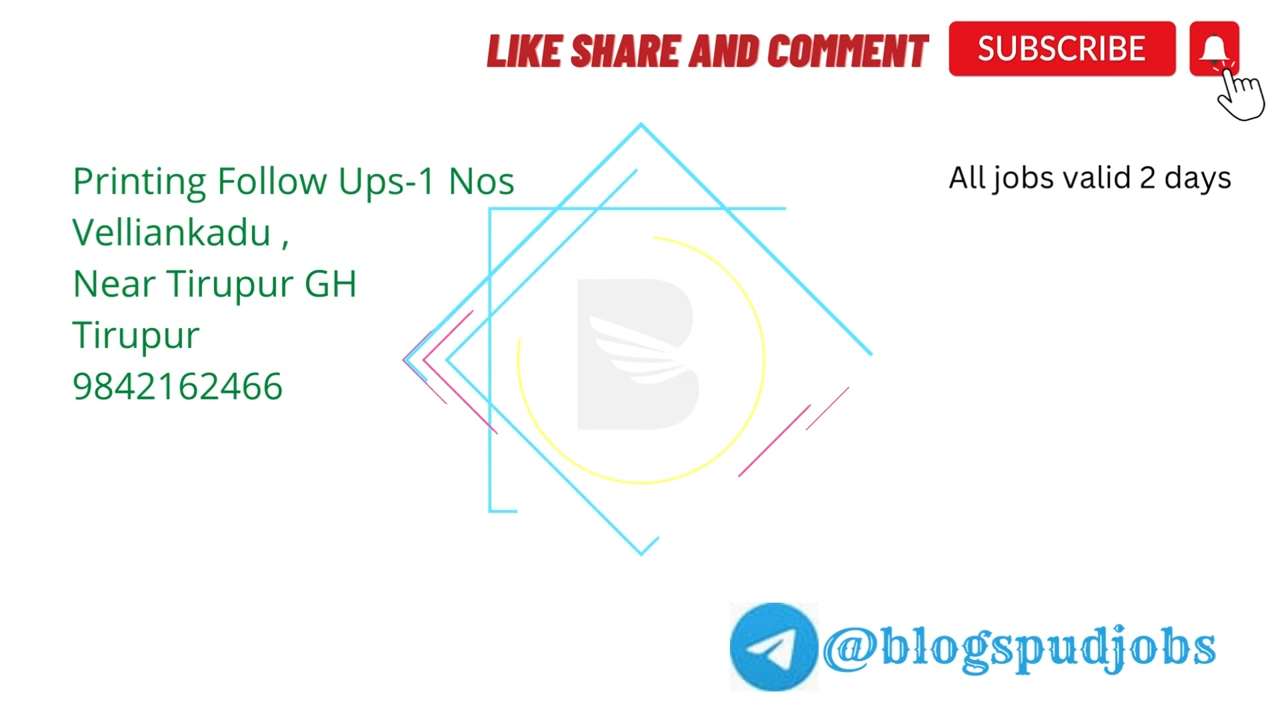 LIKE SHARE AND COMMENT
SUBSCRIBE
Printing Follow Ups-1 Nos
Velliankadu ,
Near Tirupur GH
Tirupur
9842162466
All jobs valid 2 days
B
@blogspudjobs